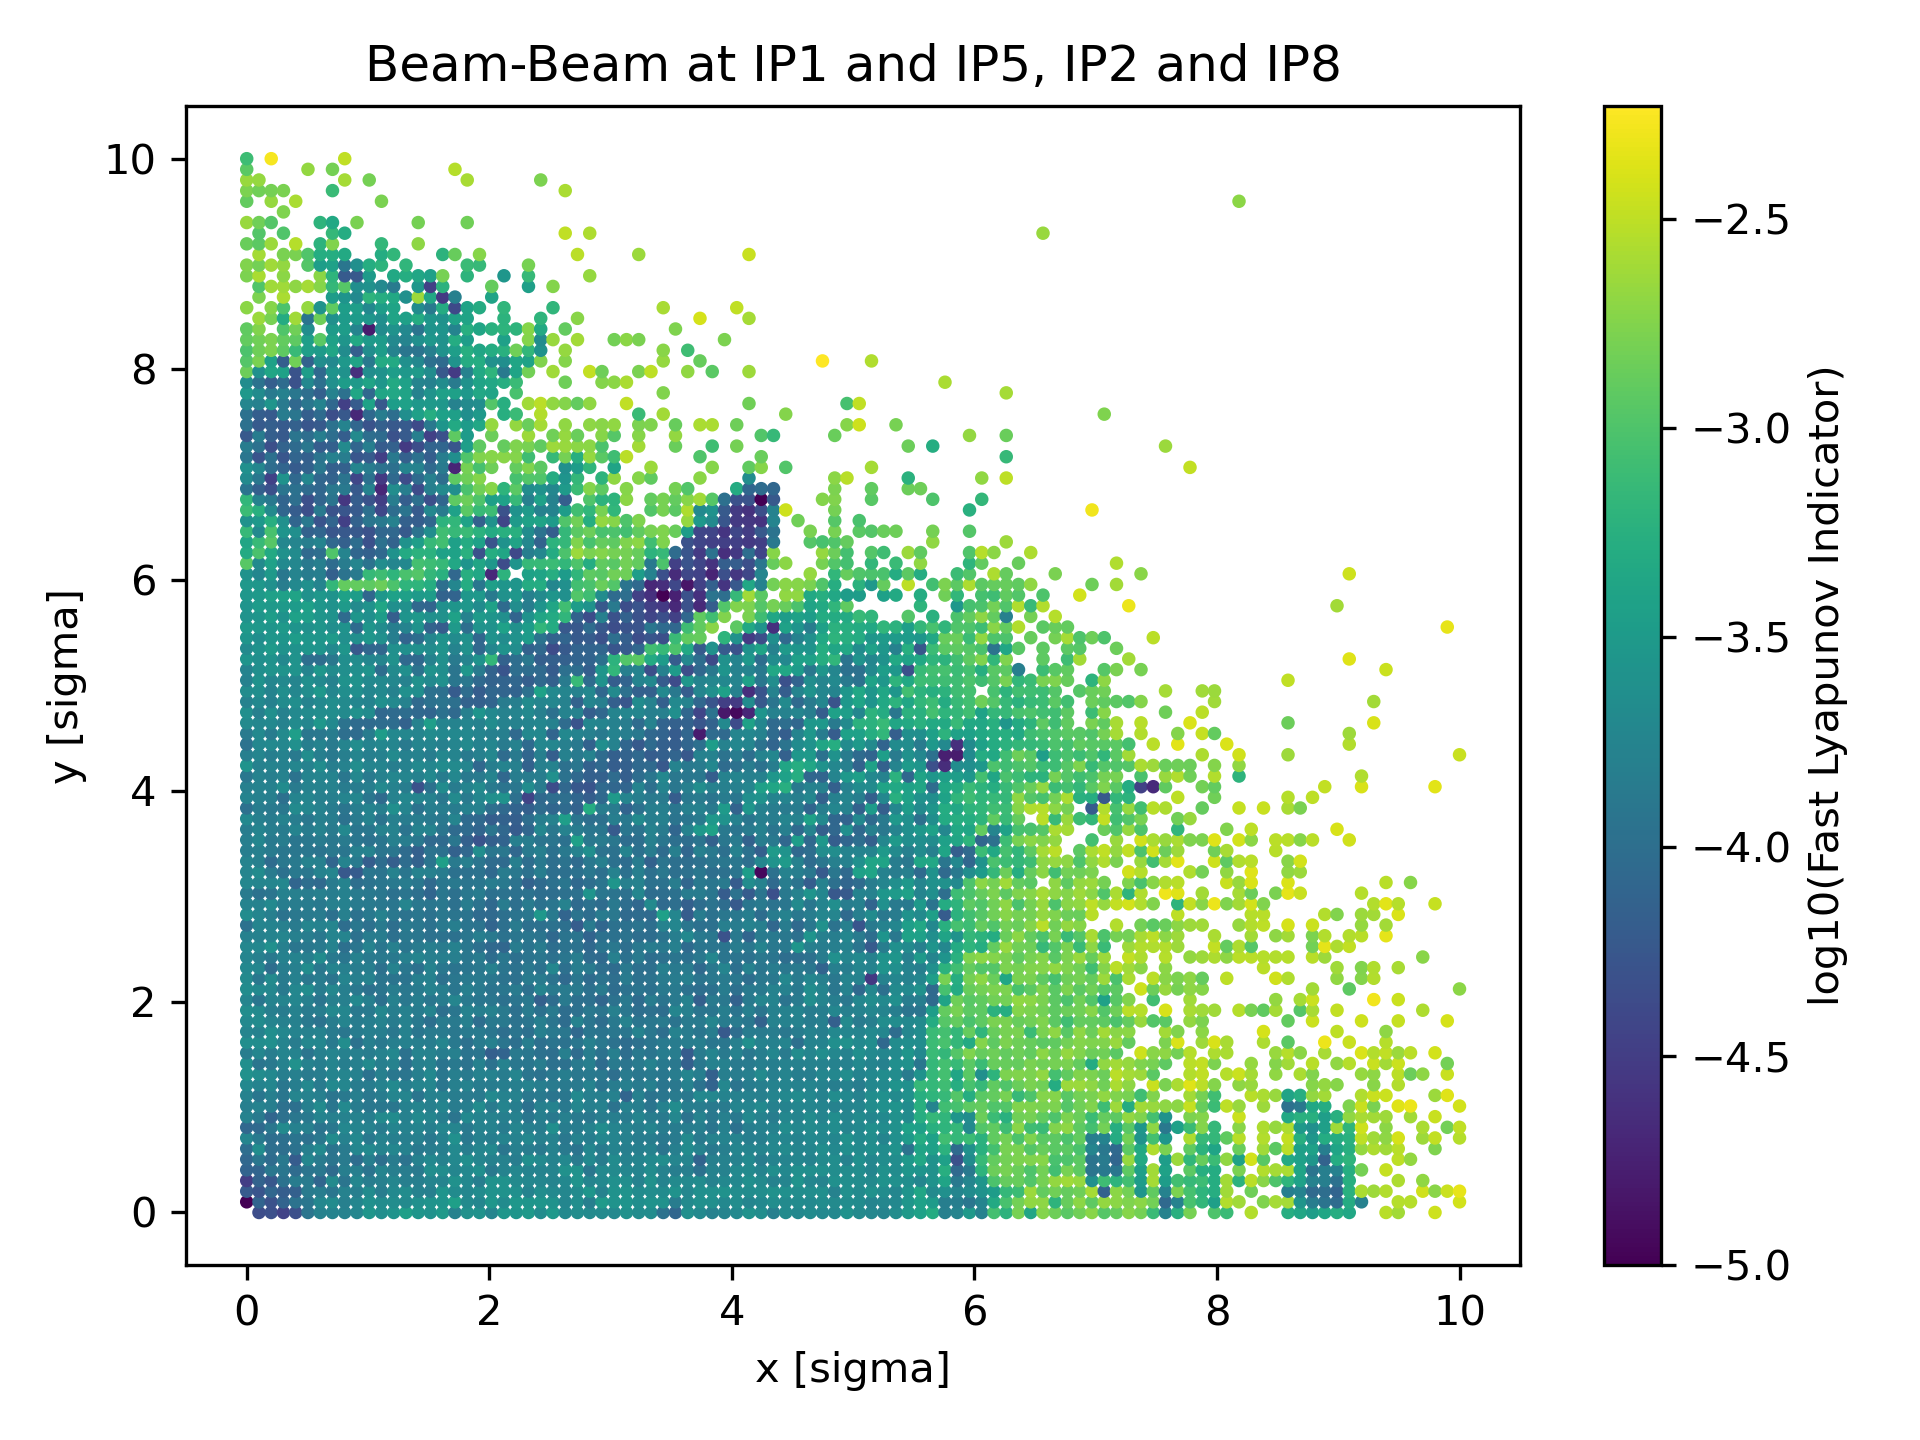 Beam-Beam at IP1 and IP5, IP2 and IP8
10
8
6
4
2
0
y [sigma]
0 2 4 6 8 10
x [sigma]
−2.5
−3.0
−3.5
−4.0
−4.5
−5.0
log10(Fast Lyapunov Indicator)